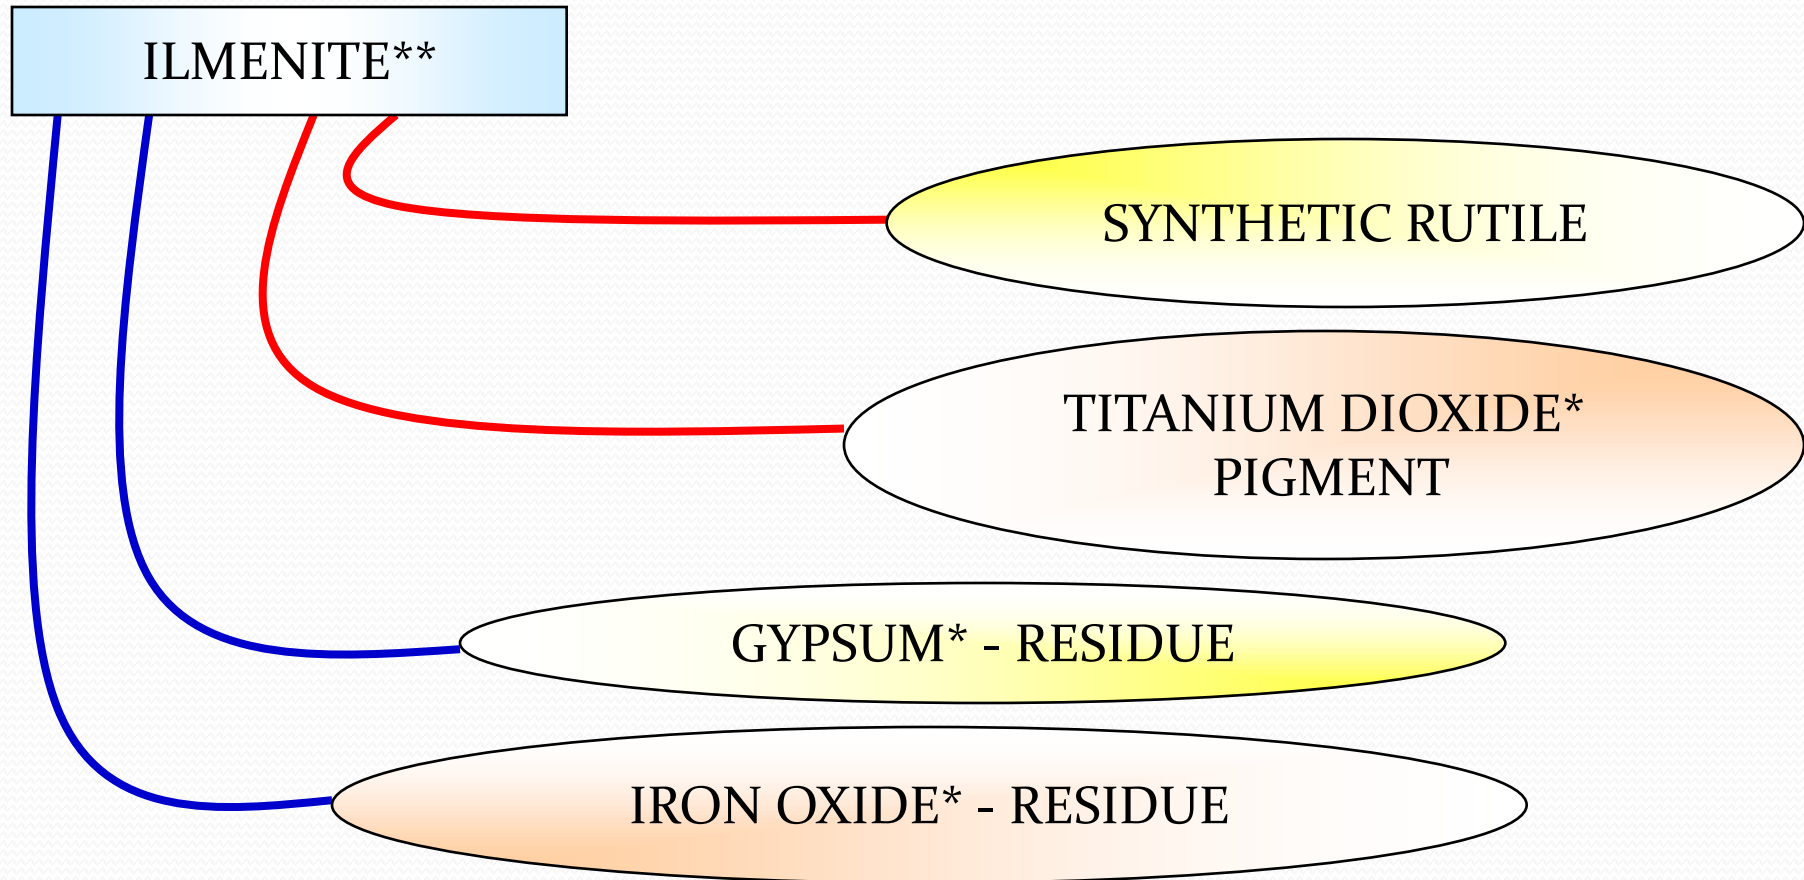 ILMENITE**
SYNTHETIC RUTILE
TITANIUM DIOXIDE*
PIGMENT
GYPSUM* - RESIDUE
IRON OXIDE* - RESIDUE